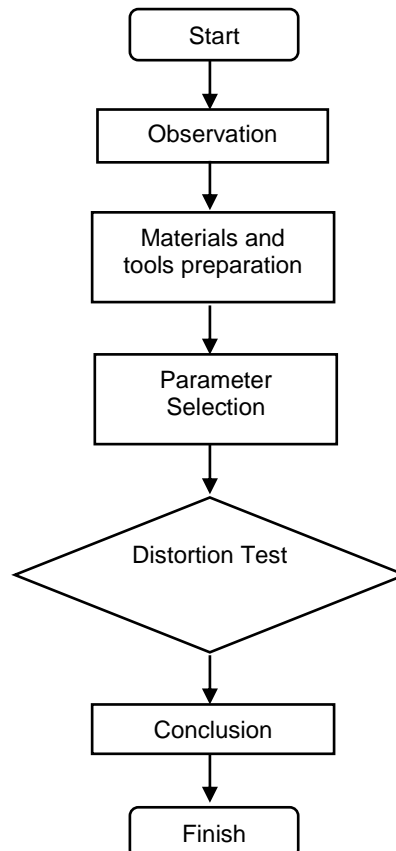 Start
Observation
Materials and
tools preparation
Parameter
Selection
Distortion Test
Conclusion
Finish